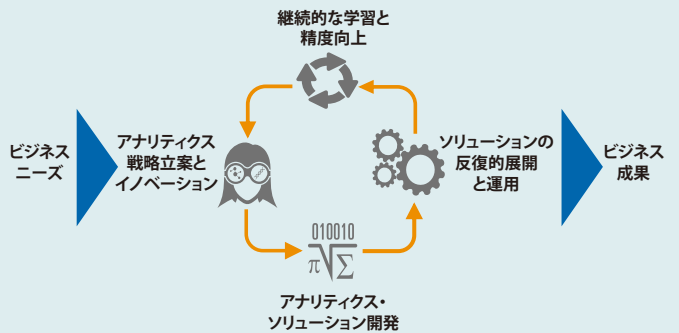 継続的な学習と
精度向上
ビジネス
ニーズ
アナリティクス
戦略立案と
イノベーション
ソリューションの
反復的展開
と運用
ビジネス
成果
010010
π√Σ
アナリティクス・
ソリューション開発